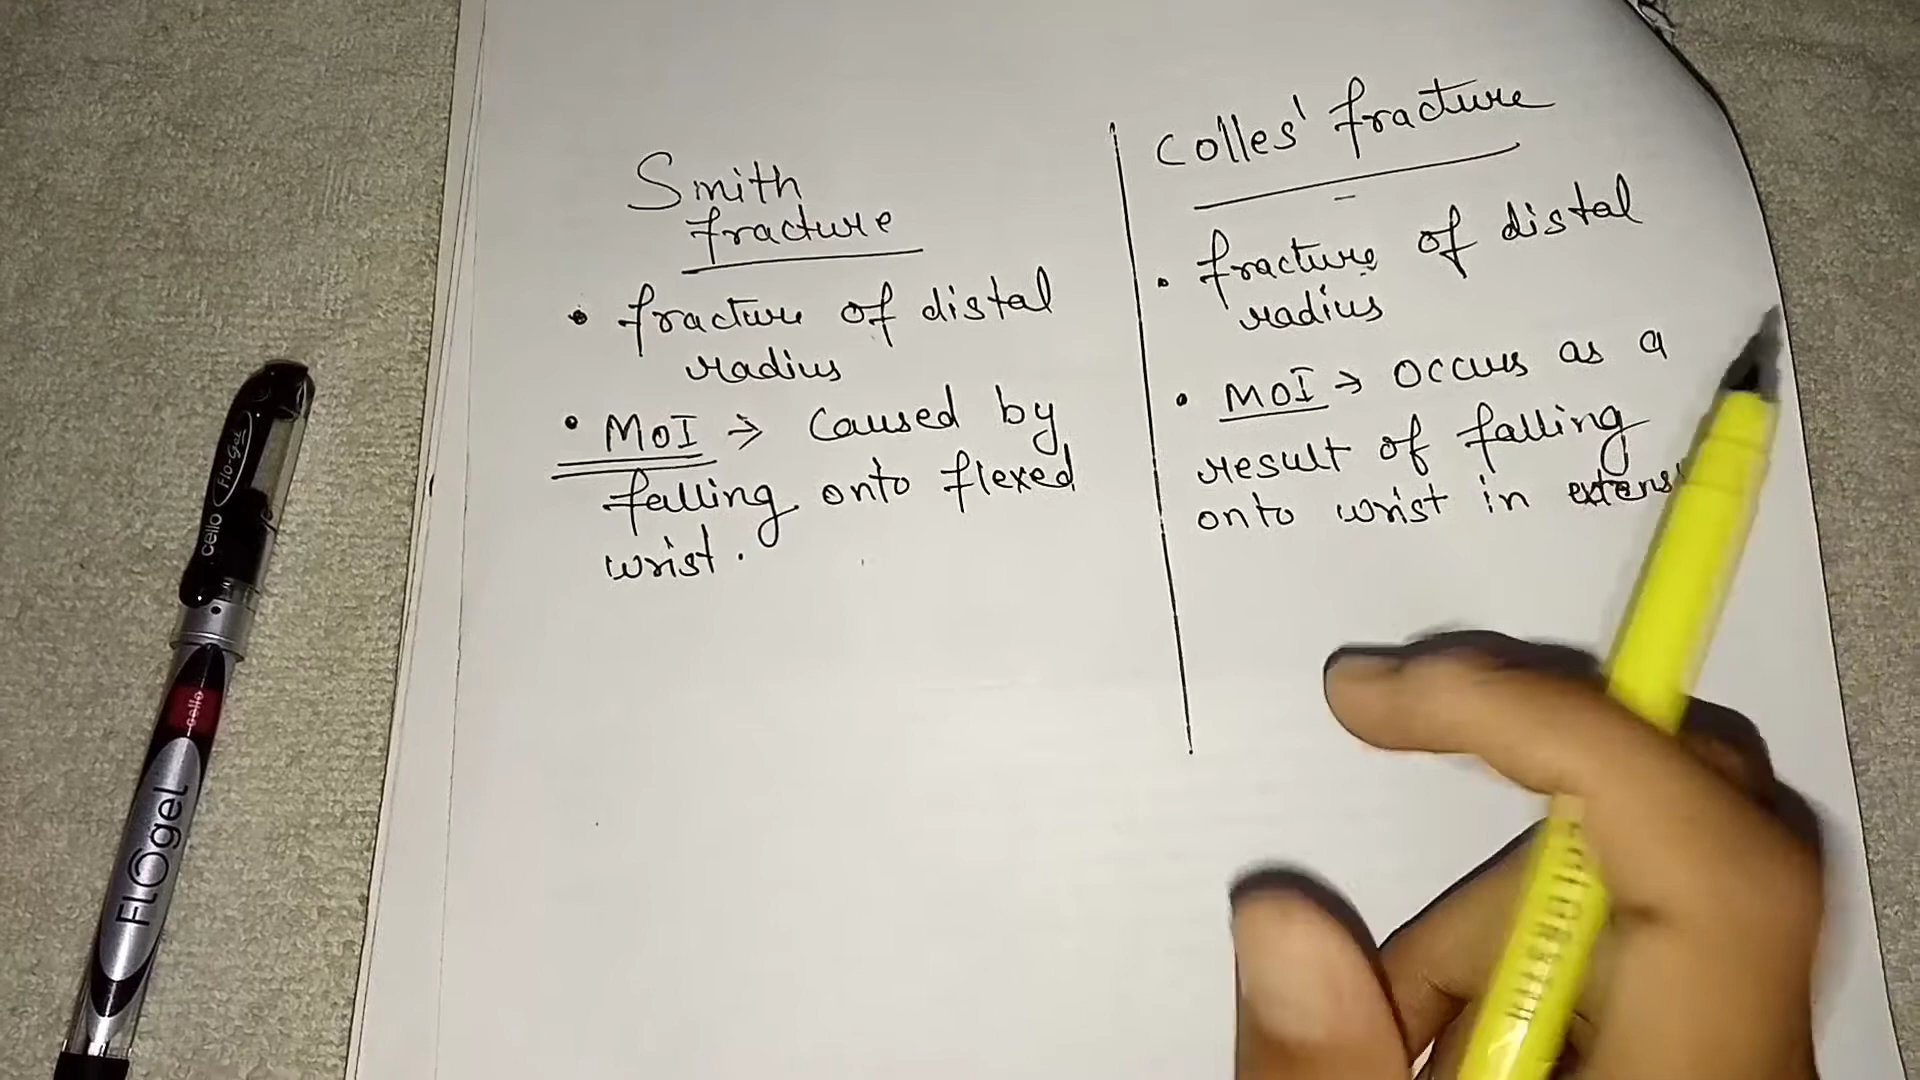 Smith
fracture
• fracture of distal
radius
• MOI → Caused by
falling onto flexed
wrist.
Colles' fracture
• fracture of distal
radius
• MOI → Occurs as a
result of falling
onto wrist in extens
cello Flo-Gel
cello
FLOgel